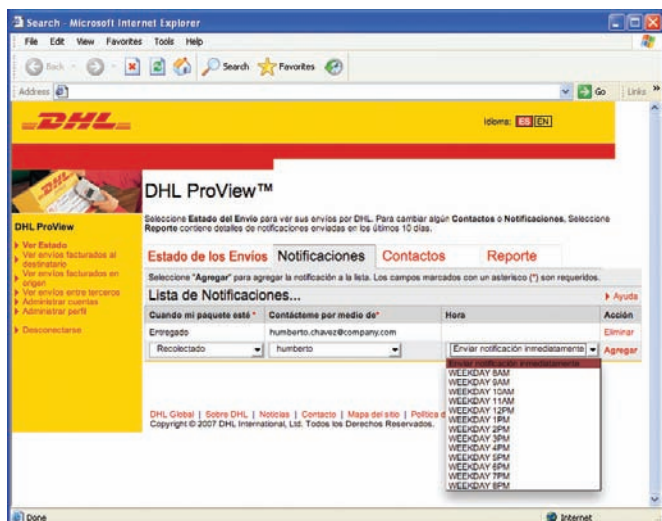 Search - Microsoft Internet Explorer
File Edit View Favorites Tools Help
Back Search Favorites
Address Go Links
DHL
Idioma: ES EN
DHL ProView™
Seleccione Estado del Envio para ver sus envíos por DHL. Para cambiar algún Contactos o Notificaciones. Seleccione
Reporte contiene detalles de notificaciones enviadas en los últimos 10 días.
DHL ProView
Ver Estado
Ver envíos facturados al
destinatario
Ver envíos facturados en
origen
Ver envíos entre terceros
Administrar cuentas
Administrar perfil
Desconectarse
Estado de los Envíos Notificaciones Contactos Reporte
Seleccione "Agregar" para agregar la notificación a la lista. Los campos marcados con un asterisco (*) son requeridos.
Lista de Notificaciones... Ayuda
Cuando mi paquete esté * Contácteme por medio de* Hora Acción
Entregado humberto.chavez@company.com Eliminar
Recolectado humberto Enviar notificación inmediatamente Agregar
Enviar notificación inmediatamente
WEEKDAY 8AM
WEEKDAY 9AM
WEEKDAY 10AM
WEEKDAY 11AM
WEEKDAY 12PM
WEEKDAY 1PM
WEEKDAY 2PM
WEEKDAY 3PM
WEEKDAY 4PM
WEEKDAY 5PM
WEEKDAY 6PM
WEEKDAY 7PM
WEEKDAY 8PM
DHL Global | Sobre DHL | Noticias | Contacto | Mapa del sitio | Política d
Copyright © 2007 DHL International, Ltd. Todos los Derechos Reservados.
Done Internet